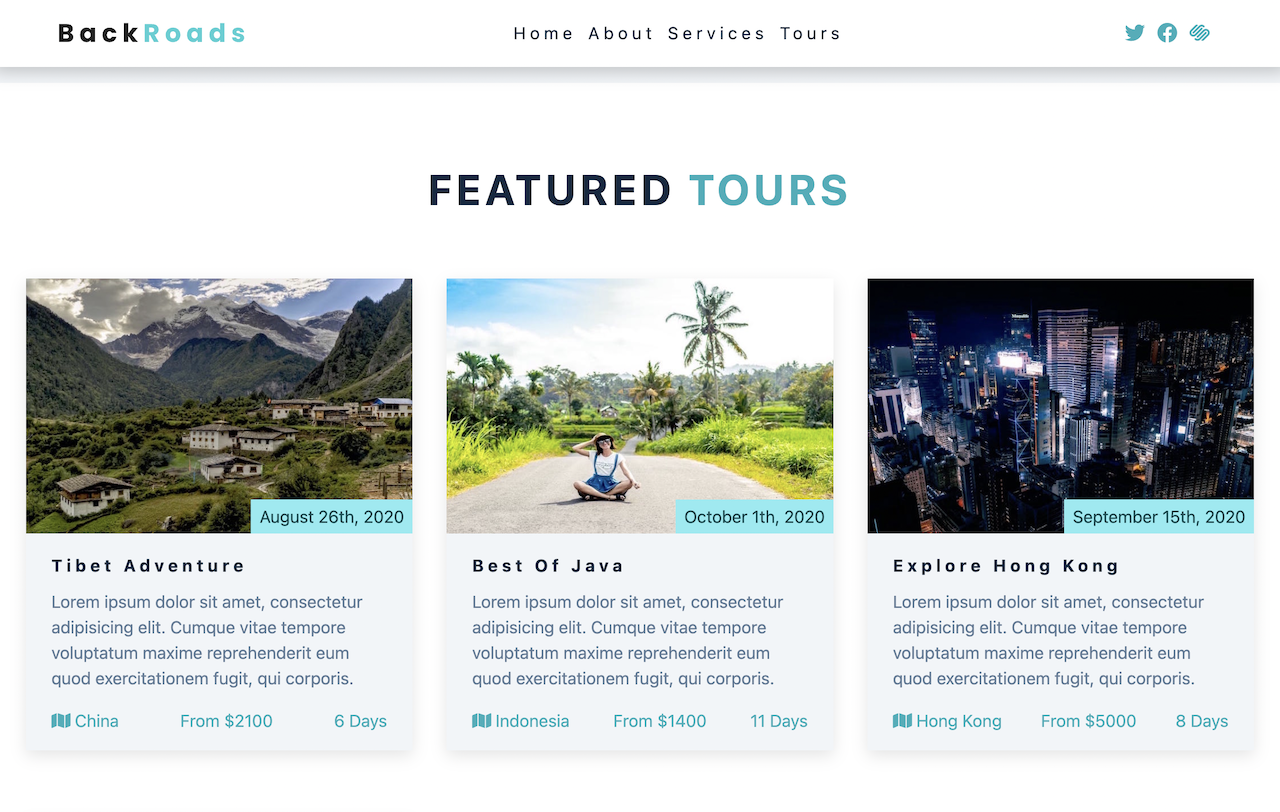 BackRoads
Home About Services Tours
FEATURED TOURS
August 26th, 2020
Tibet Adventure
Lorem ipsum dolor sit amet, consectetur
adipisicing elit. Cumque vitae tempore
voluptatum maxime reprehenderit eum
quod exercitationem fugit, qui corporis.
China From $2100 6 Days
October 1th, 2020
Best Of Java
Lorem ipsum dolor sit amet, consectetur
adipisicing elit. Cumque vitae tempore
voluptatum maxime reprehenderit eum
quod exercitationem fugit, qui corporis.
Indonesia From $1400 11 Days
September 15th, 2020
Explore Hong Kong
Lorem ipsum dolor sit amet, consectetur
adipisicing elit. Cumque vitae tempore
voluptatum maxime reprehenderit eum
quod exercitationem fugit, qui corporis.
Hong Kong From $5000 8 Days